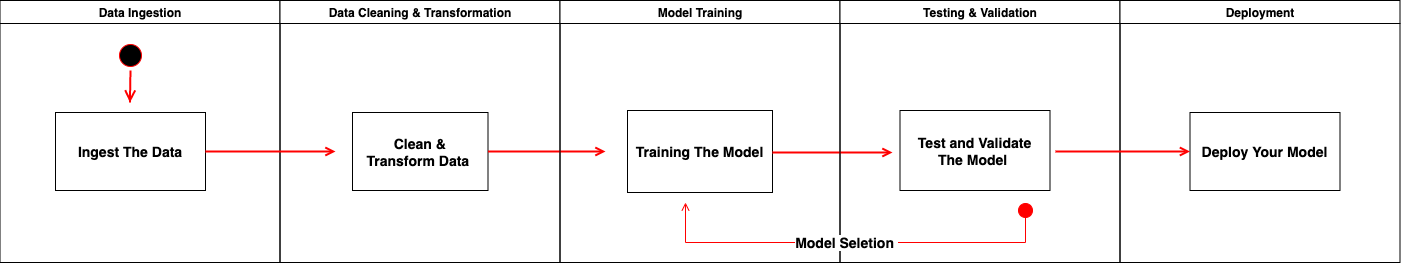 Data Ingestion
Data Cleaning & Transformation
Model Training
Testing & Validation
Deployment
Ingest The Data
Clean &
Transform Data
Training The Model
Test and Validate
The Model
Deploy Your Model
Model Seletion